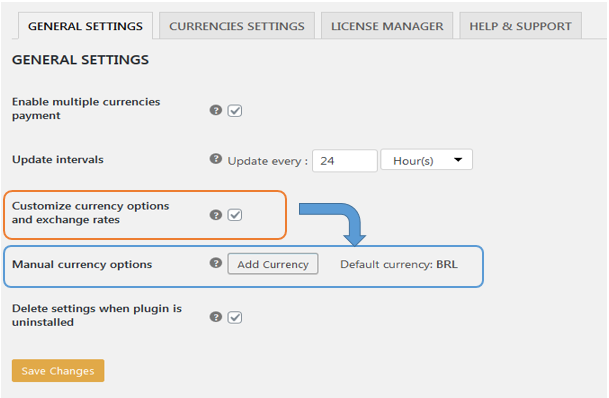 GENERAL SETTINGS
CURRENCIES SETTINGS
LICENSE MANAGER
HELP & SUPPORT
GENERAL SETTINGS
Enable multiple currencies
payment
?
Update intervals
? Update every : 24 Hour(s)
Customize currency options
and exchange rates
?
Manual currency options ? Add Currency Default currency: BRL
Delete settings when plugin is
uninstalled
?
Save Changes